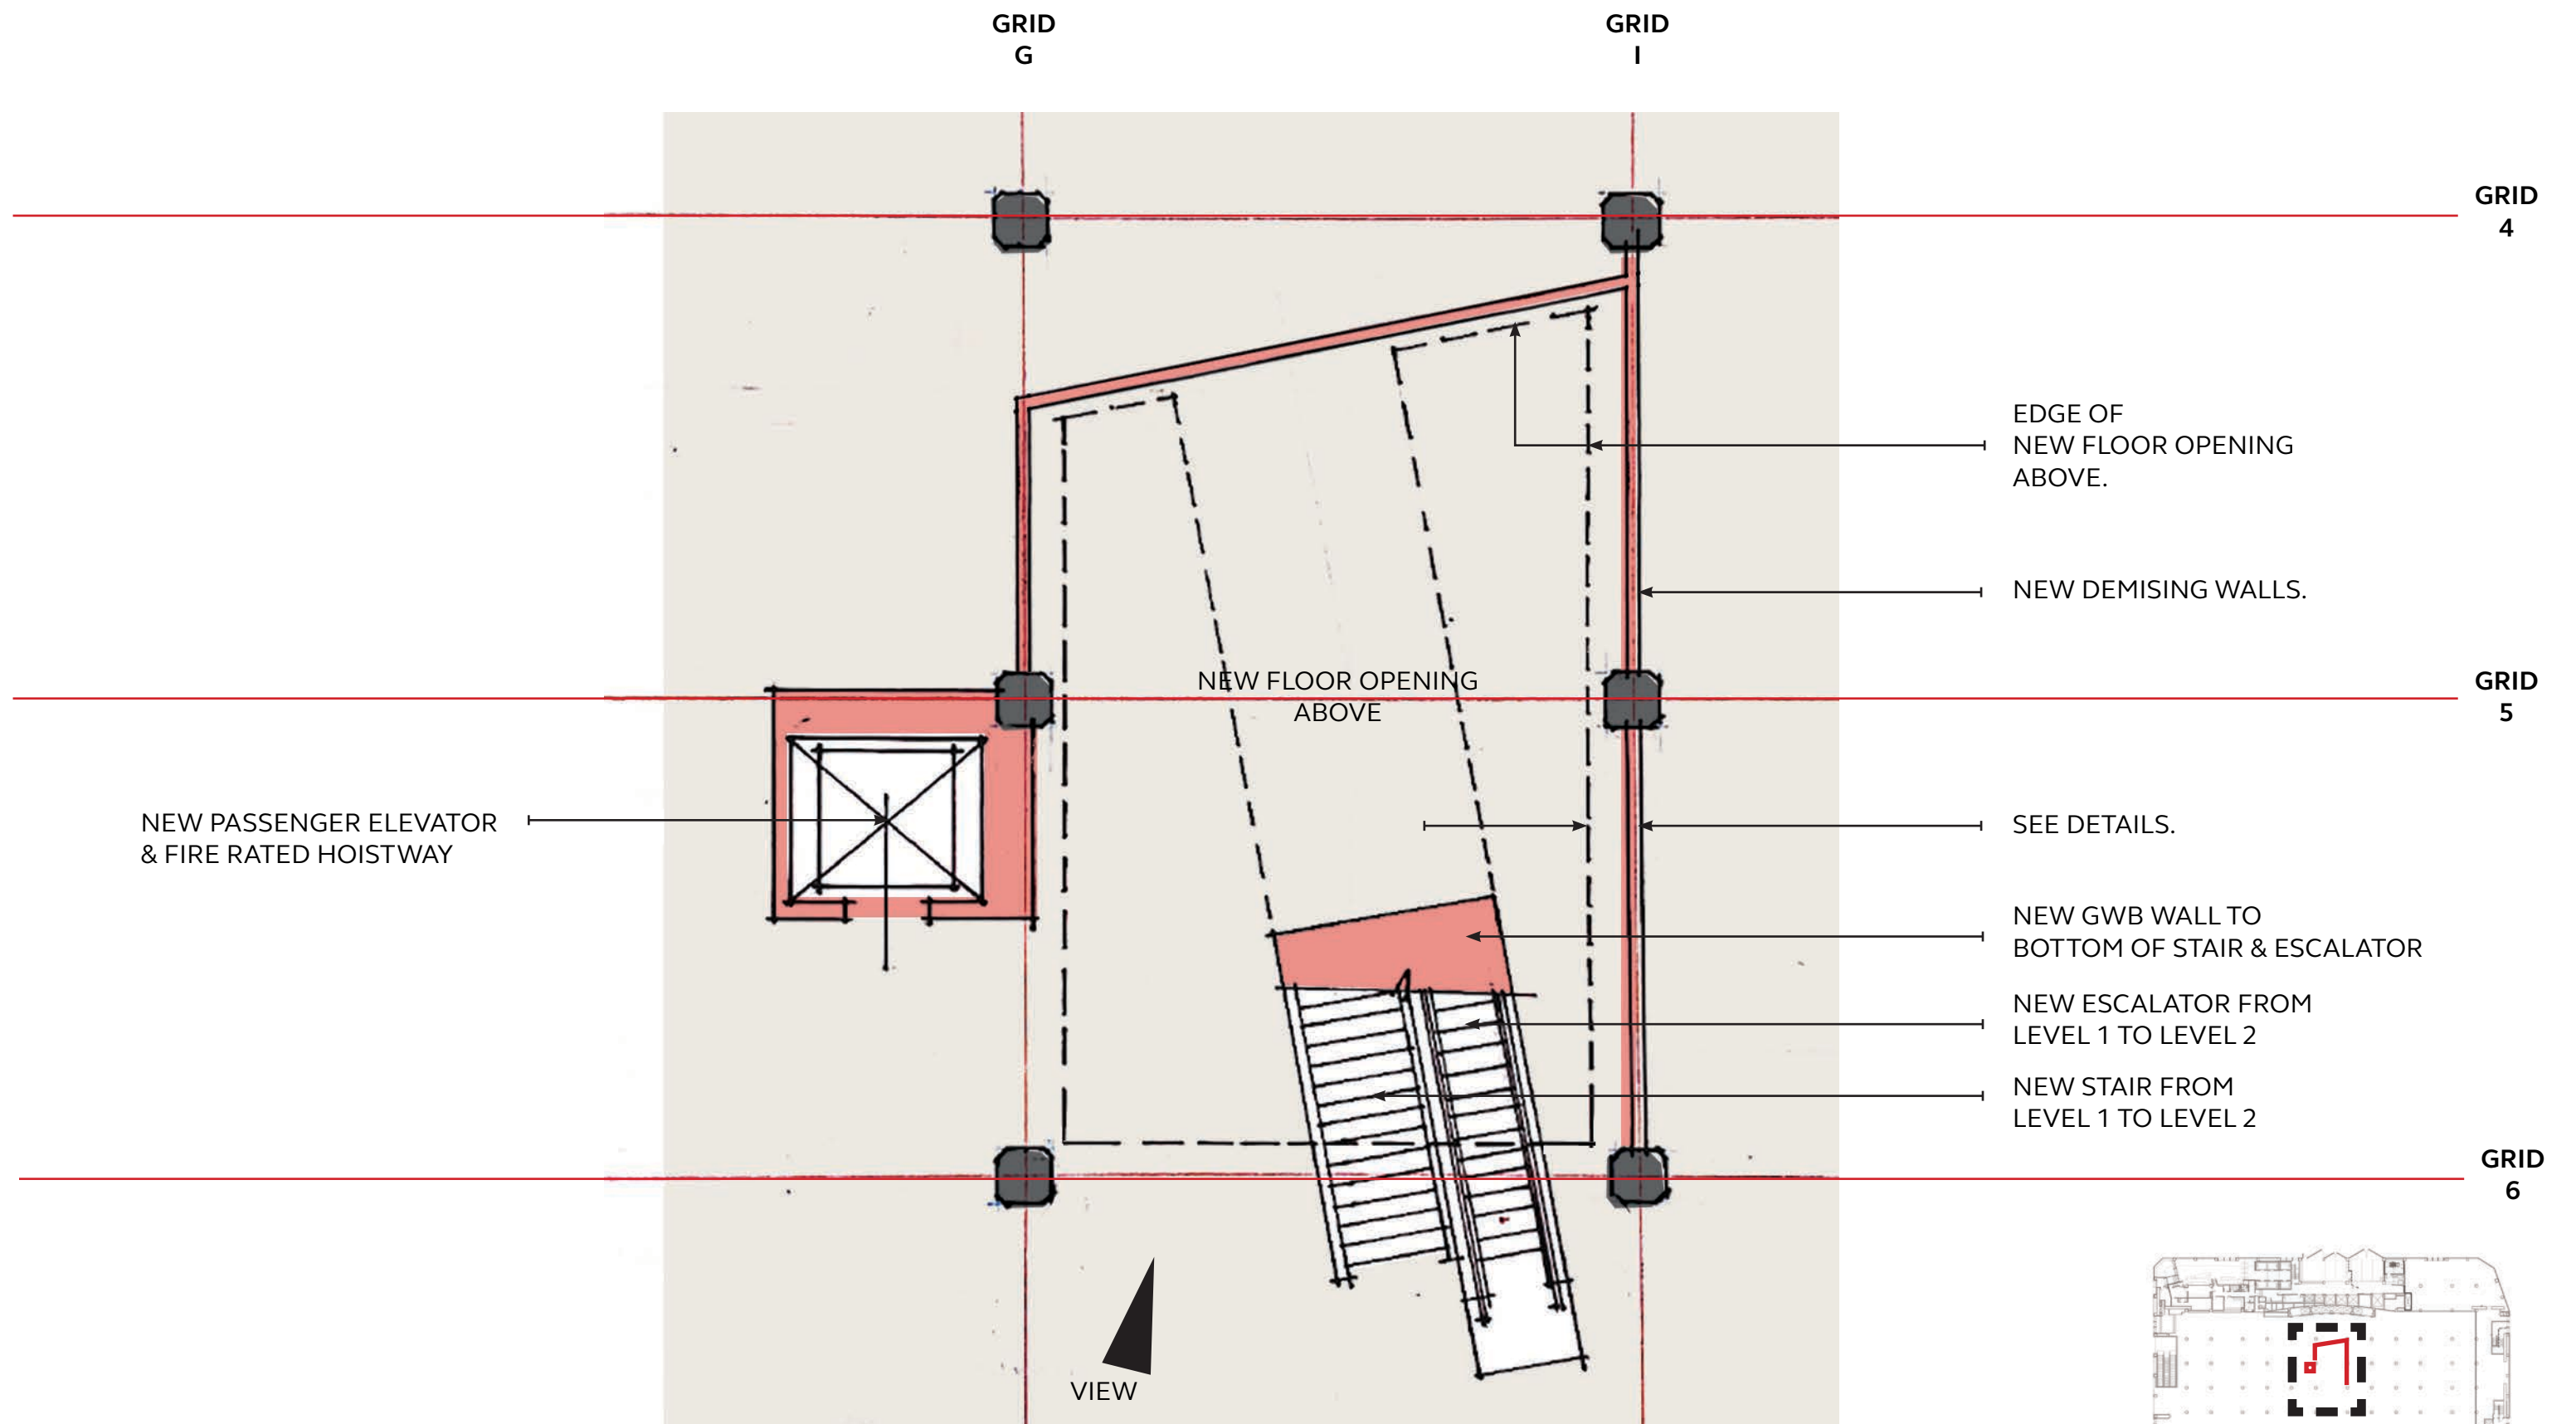 GRID
G
GRID
I
GRID
4
EDGE OF
NEW FLOOR OPENING
ABOVE.
NEW DEMISING WALLS.
NEW FLOOR OPENING
ABOVE
GRID
5
NEW PASSENGER ELEVATOR
& FIRE RATED HOISTWAY
SEE DETAILS.
NEW GWB WALL TO
BOTTOM OF STAIR & ESCALATOR
NEW ESCALATOR FROM
LEVEL 1 TO LEVEL 2
NEW STAIR FROM
LEVEL 1 TO LEVEL 2
GRID
6
VIEW